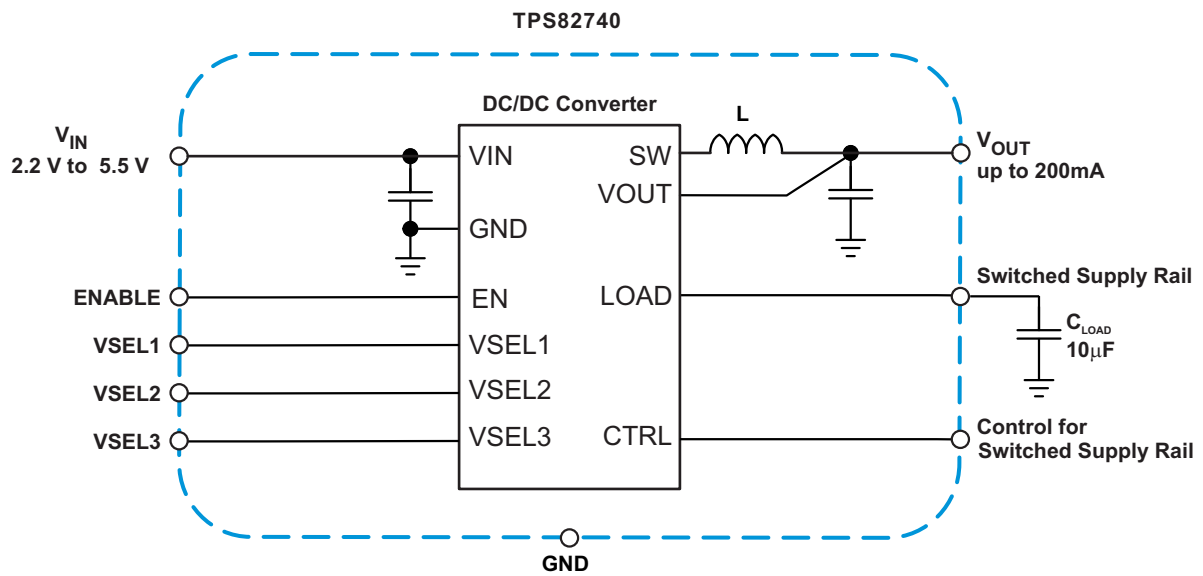 TPS82740
DC/DC Converter
L
VIN
2.2 V to 5.5 V
VIN
SW
VOUT
up to 200mA
VOUT
GND
Switched Supply Rail
ENABLE
EN
LOAD
CLOAD
10μF
VSEL1
VSEL1
VSEL2
VSEL2
VSEL3
VSEL3
CTRL
Control for
Switched Supply Rail
GND